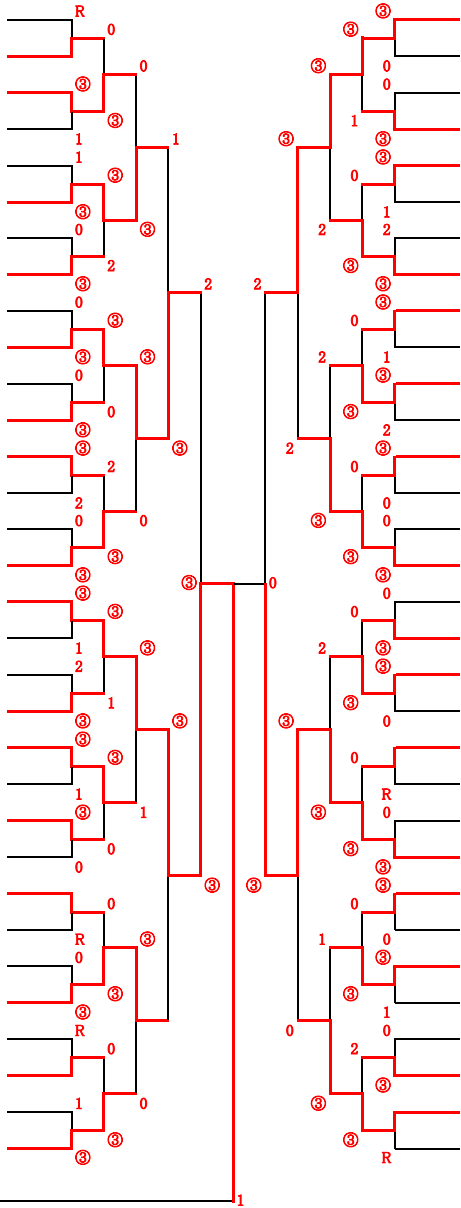 R ③
0 ③
0 ③ 0
③ 0
③ 1
1 1 ③ ③
1 ③
③ 0
③ 1
0 ③ 2 2
2 ③
③ 2 2 ③
0 ③
③ 0
③ ③ 2 1
0 ③
0 ③
③ 2
③ ③ 2 ③
2 0
2 0
0 0 ③ 0
③ ③
③ ③ 0 ③
③ 0
③ 0
1 ③ 2 ③
2 ③
1 ③
③ ③ ③ 0
③
③ 0
1 R
③ 1 ③ 0
0 ③
0 ③
③ ③ ③
0 0
R ③ 1 0
0 ③
③ ③
③ 1
R 0 0
0 2
③
1 0 ③
③ ③
③ R
1